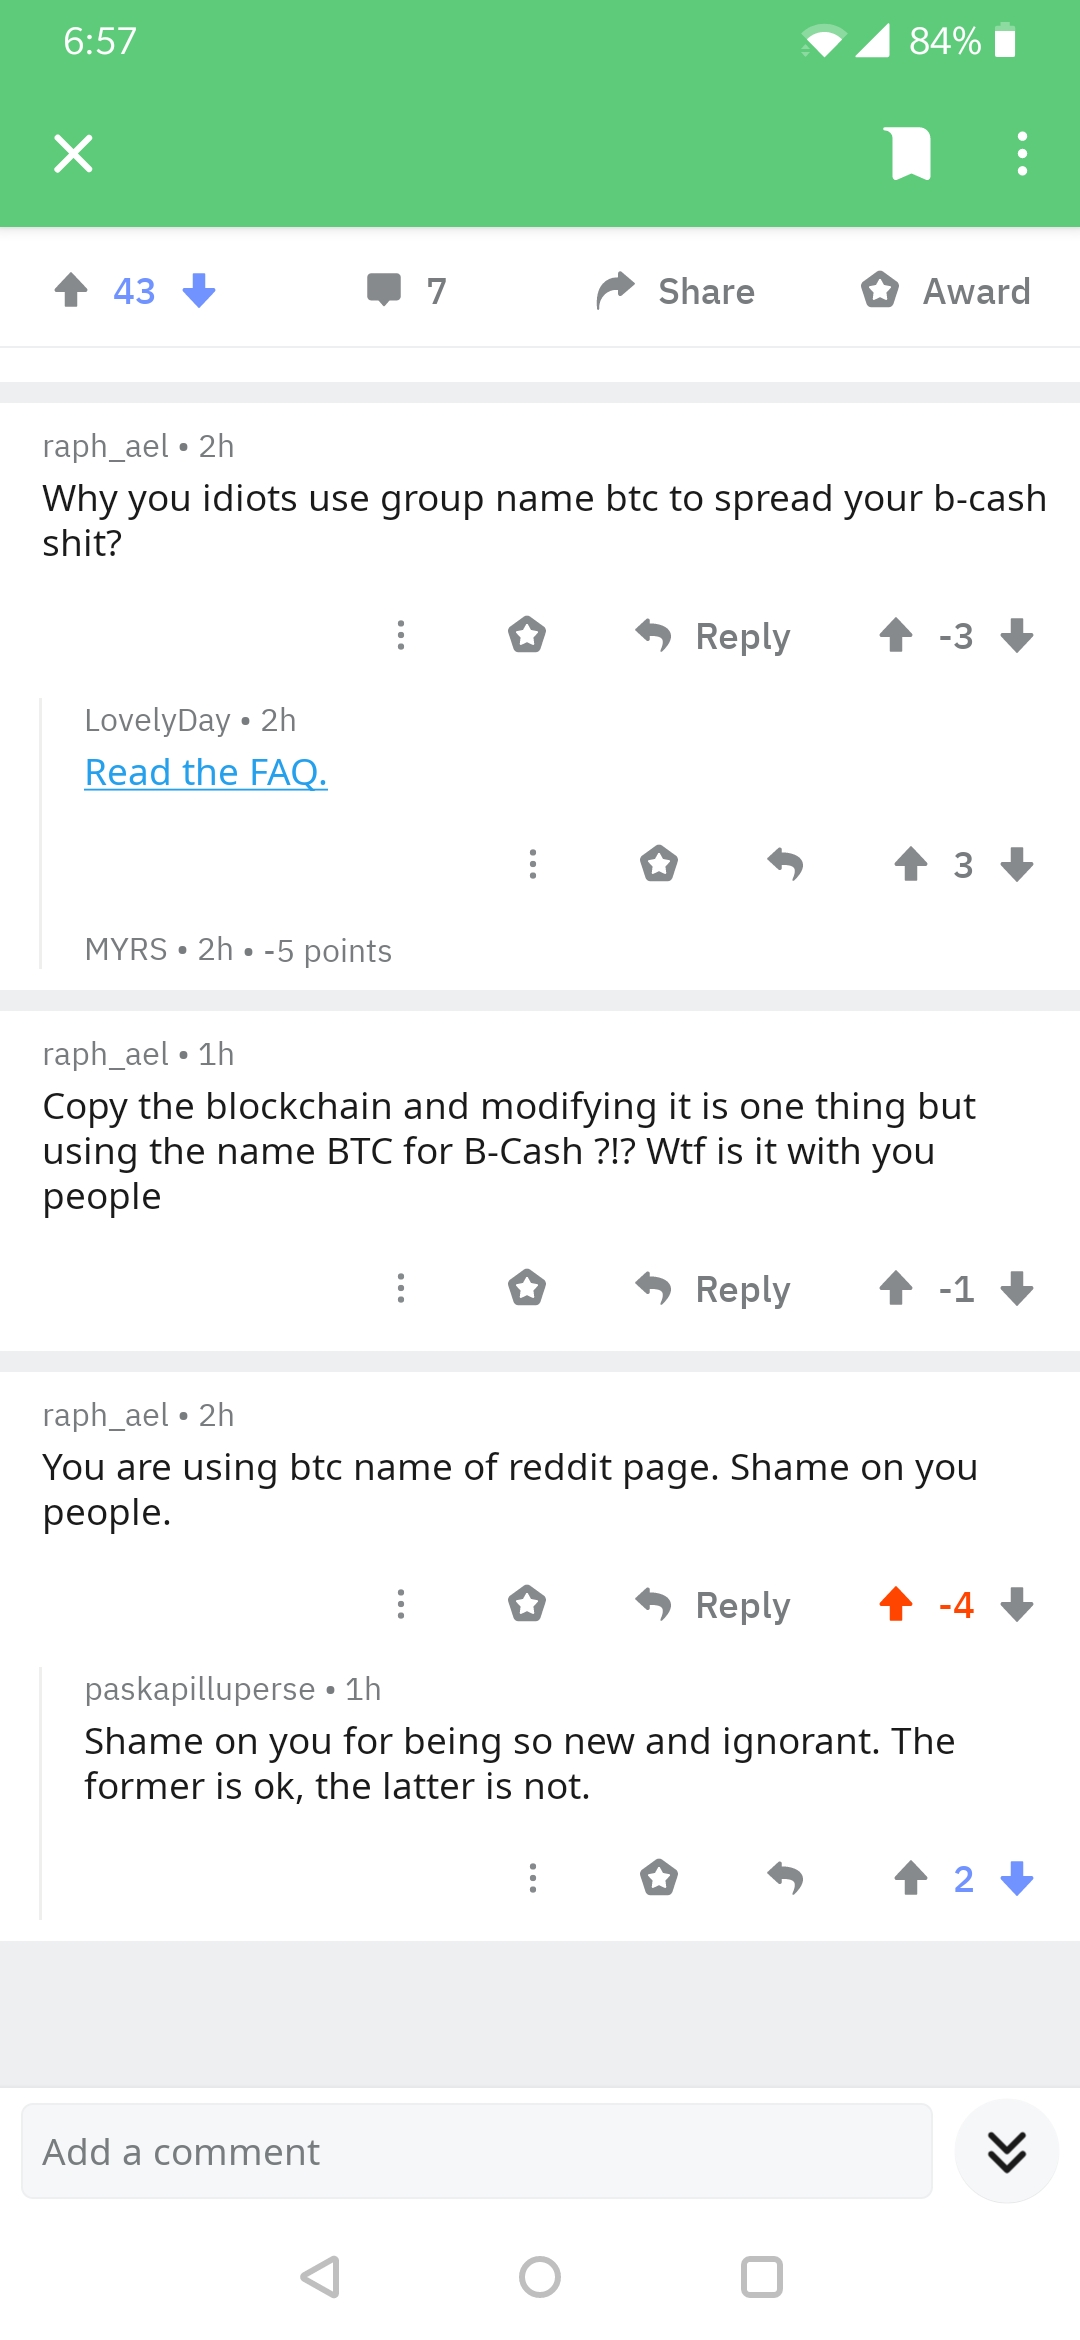 6:57 84%
43 7 Share Award
raph_ael • 2h
Why you idiots use group name btc to spread your b-cash
shit?
Reply -3
LovelyDay • 2h
Read the FAQ.
3
MYRS • 2h • -5 points
raph_ael • 1h
Copy the blockchain and modifying it is one thing but
using the name BTC for B-Cash ?!? Wtf is it with you
people
Reply -1
raph_ael • 2h
You are using btc name of reddit page. Shame on you
people.
Reply -4
paskapilluperse • 1h
Shame on you for being so new and ignorant. The
former is ok, the latter is not.
2
Add a comment